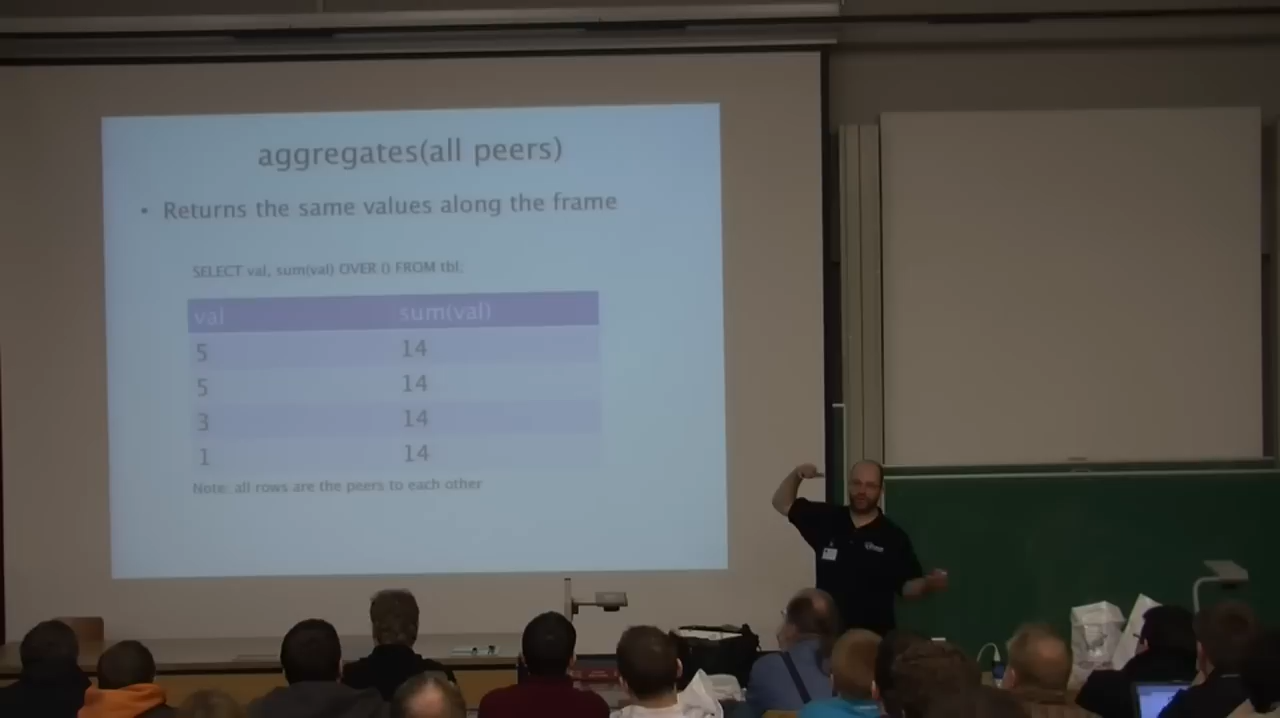 aggregates(all peers)
• Returns the same values along the frame
SELECT val, sum(val) OVER () FROM tbl;
val sum(val)
5 14
5 14
3 14
1 14
Note: all rows are the peers to each other